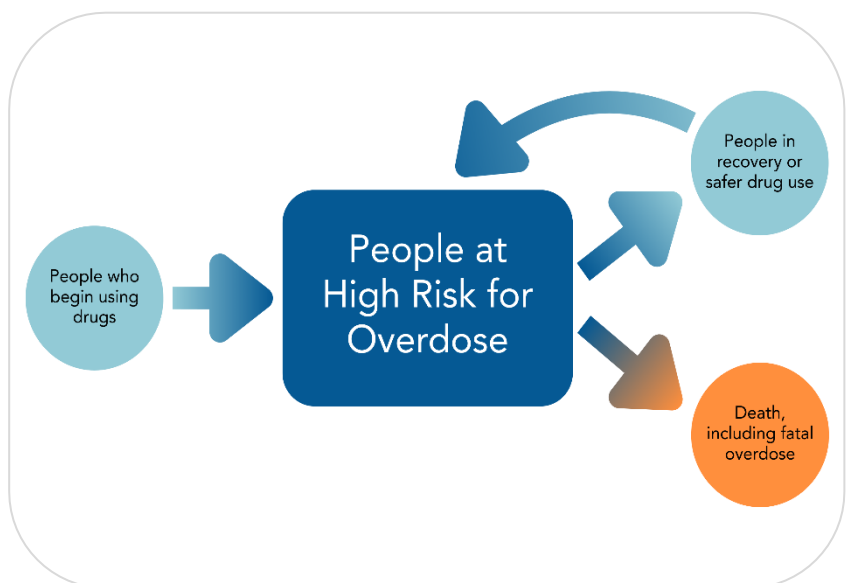 People in
recovery or
safer drug use
People who
begin using
drugs
People at
High Risk for
Overdose
Death,
including fatal
overdose